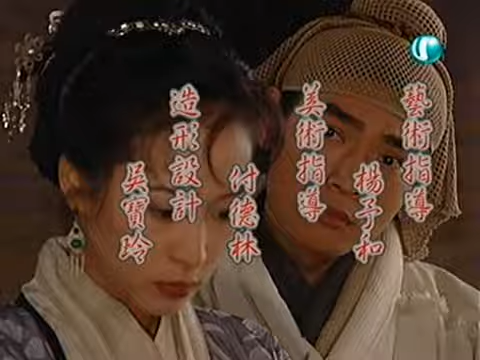 藝術指導
楊予和
美術指導
付德林
造形設計
吳寶玲